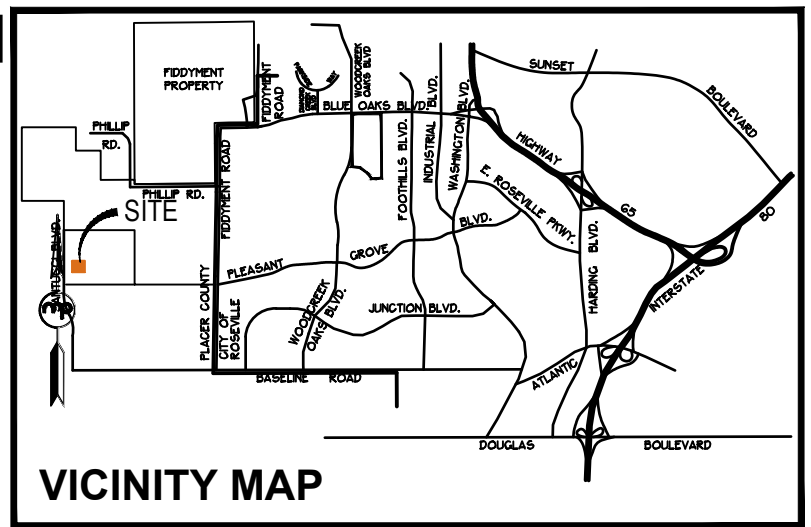 FIDDYMENT
PROPERTY
FIDDYMENT
ROAD
WOODCREEK
OAKS BLVD
BLUE OAKS BLVD.
SUNSET
BOULEVARD
PHILLIP
RD.
PHILLIP RD.
FIDDYMENT ROAD
FOOTHILLS BLVD.
INDUSTRIAL BLVD.
WASHINGTON BLVD.
HIGHWAY
65
E. ROSEVILLE PKWY.
HARDING BLVD.
INTERSTATE
80
SITE
PLEASANT
GROVE
BLVD.
PLACER COUNTY
CITY OF
ROSEVILLE
WOODCREEK
OAKS BLVD.
JUNCTION BLVD.
BASELINE ROAD
ATLANTIC
DOUGLAS
BOULEVARD
VICINITY MAP